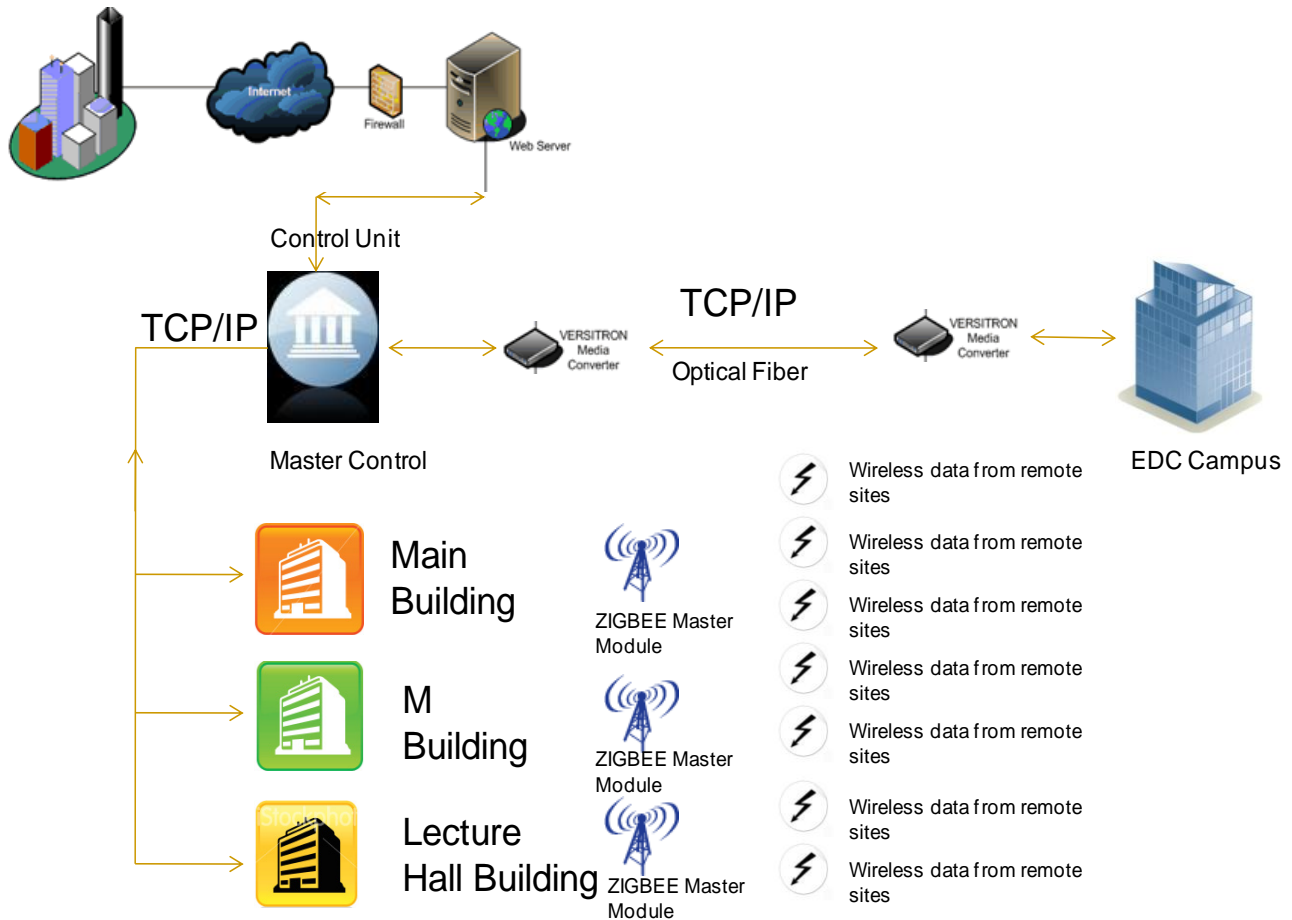 Internet
Firewall
Web Server
Control Unit
TCP/IP
TCP/IP
VERSITRON
Media
Converter
VERSITRON
Media
Converter
Optical Fiber
Master Control
EDC Campus
Wireless data from remote
sites
Main
Building
ZIGBEE Master
Module
Wireless data from remote
sites
Wireless data from remote
sites
M
Building
ZIGBEE Master
Module
Wireless data from remote
sites
Wireless data from remote
sites
Lecture
Hall Building
ZIGBEE Master
Module
Wireless data from remote
sites
Wireless data from remote
sites